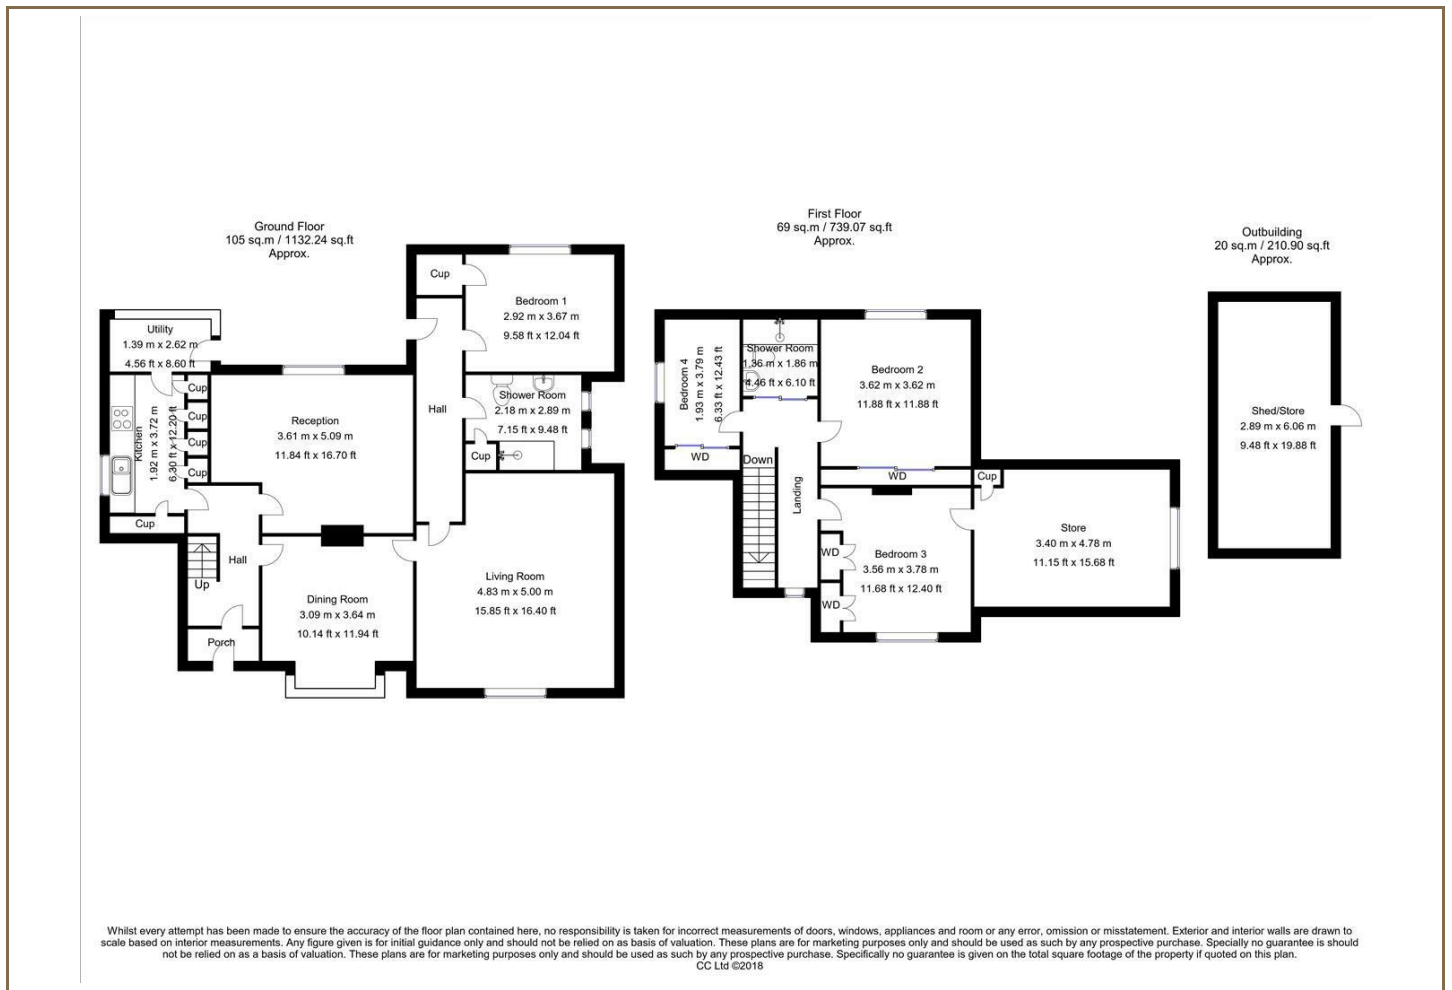 Ground Floor
105 sq.m / 1132.24 sq.ft
Approx.
Cup
Bedroom 1
2.92 m x 3.67 m
9.58 ft x 12.04 ft
Utility
1.39 m x 2.62 m
4.56 ft x 8.60 ft
Kitchen
1.92 m x 3.72 m
6.30 ft x 12.20 ft
Cup
Cup
Cup
Cup
Cup
Reception
3.61 m x 5.09 m
11.84 ft x 16.70 ft
Hall
Shower Room
2.18 m x 2.89 m
7.15 ft x 9.48 ft
Cup
Hall
Up
Porch
Dining Room
3.09 m x 3.64 m
10.14 ft x 11.94 ft
Living Room
4.83 m x 5.00 m
15.85 ft x 16.40 ft
First Floor
69 sq.m / 739.07 sq.ft
Approx.
Bedroom 4
1.93 m x 3.79 m
6.33 ft x 12.43 ft
WD
Shower Room
1.36 m x 1.86 m
4.46 ft x 6.10 ft
Bedroom 2
3.62 m x 3.62 m
11.88 ft x 11.88 ft
WD
Down
Landing
Cup
WD
WD
Bedroom 3
3.56 m x 3.78 m
11.68 ft x 12.40 ft
Store
3.40 m x 4.78 m
11.15 ft x 15.68 ft
Outbuilding
20 sq.m / 210.90 sq.ft
Approx.
Shed/Store
2.89 m x 6.06 m
9.48 ft x 19.88 ft
Whilst every attempt has been made to ensure the accuracy of the floor plan contained here, no responsibility is taken for incorrect measurements of doors, windows, appliances and room or any error, omission or misstatement. Exterior and interior walls are drawn to
scale based on interior measurements. Any figure given is for initial guidance only and should not be relied on as basis of valuation. These plans are for marketing purposes only and should be used as such by any prospective purchase. Specially no guarantee is should
not be relied on as a basis of valuation. These plans are for marketing purposes only and should be used as such by any prospective purchase. Specifically no guarantee is given on the total square footage of the property if quoted on this plan.
CC Ltd ©2018